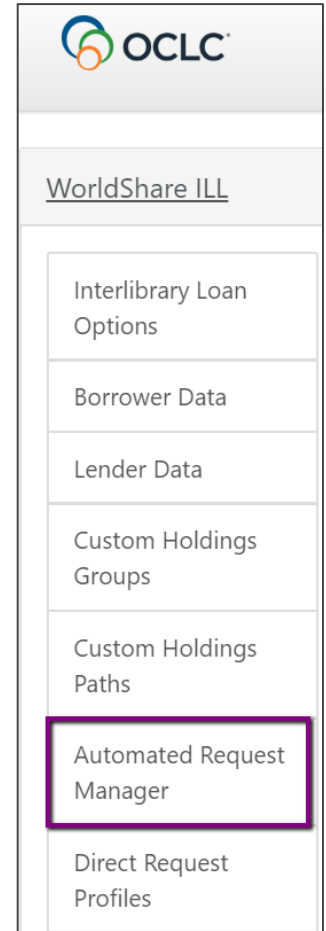 OCLC
WorldShare ILL
Interlibrary Loan
Options
Borrower Data
Lender Data
Custom Holdings
Groups
Custom Holdings
Paths
Automated Request
Manager
Direct Request
Profiles